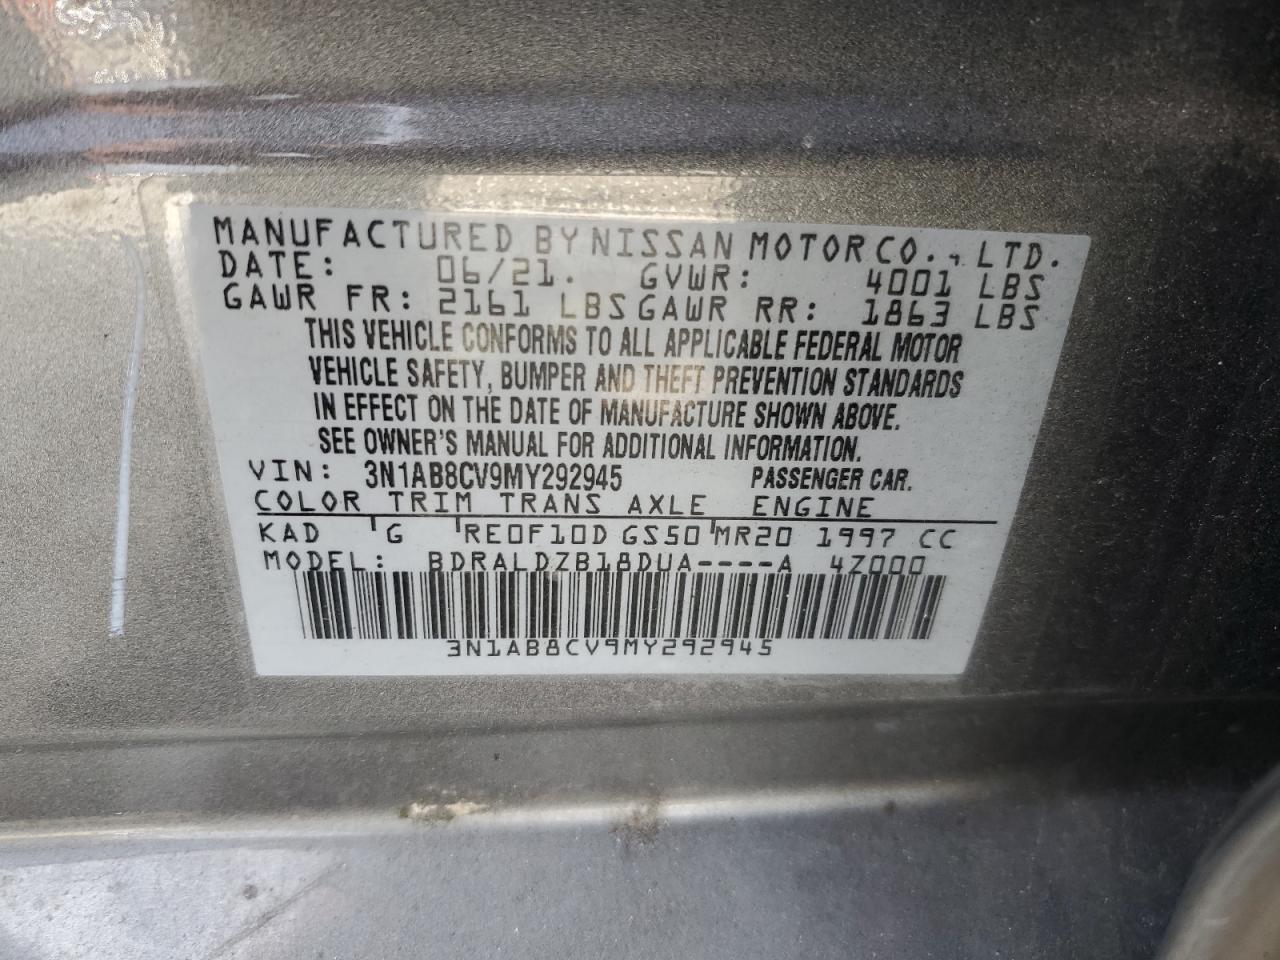 MANUFACTURED BY NISSAN MOTOR CO., LTD.
DATE: 06/21. GVWR: 4001 LBS
GAWR FR: 2161 LBS GAWR RR: 1863 LBS
THIS VEHICLE CONFORMS TO ALL APPLICABLE FEDERAL MOTOR
VEHICLE SAFETY, BUMPER AND THEFT PREVENTION STANDARDS
IN EFFECT ON THE DATE OF MANUFACTURE SHOWN ABOVE.
SEE OWNER'S MANUAL FOR ADDITIONAL INFORMATION.
VIN: 3N1AB8CV9MY292945 PASSENGER CAR.
COLOR TRIM TRANS AXLE ENGINE
KAD G RE0F10D GS50 MR20 1997 CC
MODEL: BDRALDZB18DUA----A 4Z000
3N1AB8CV9MY292945